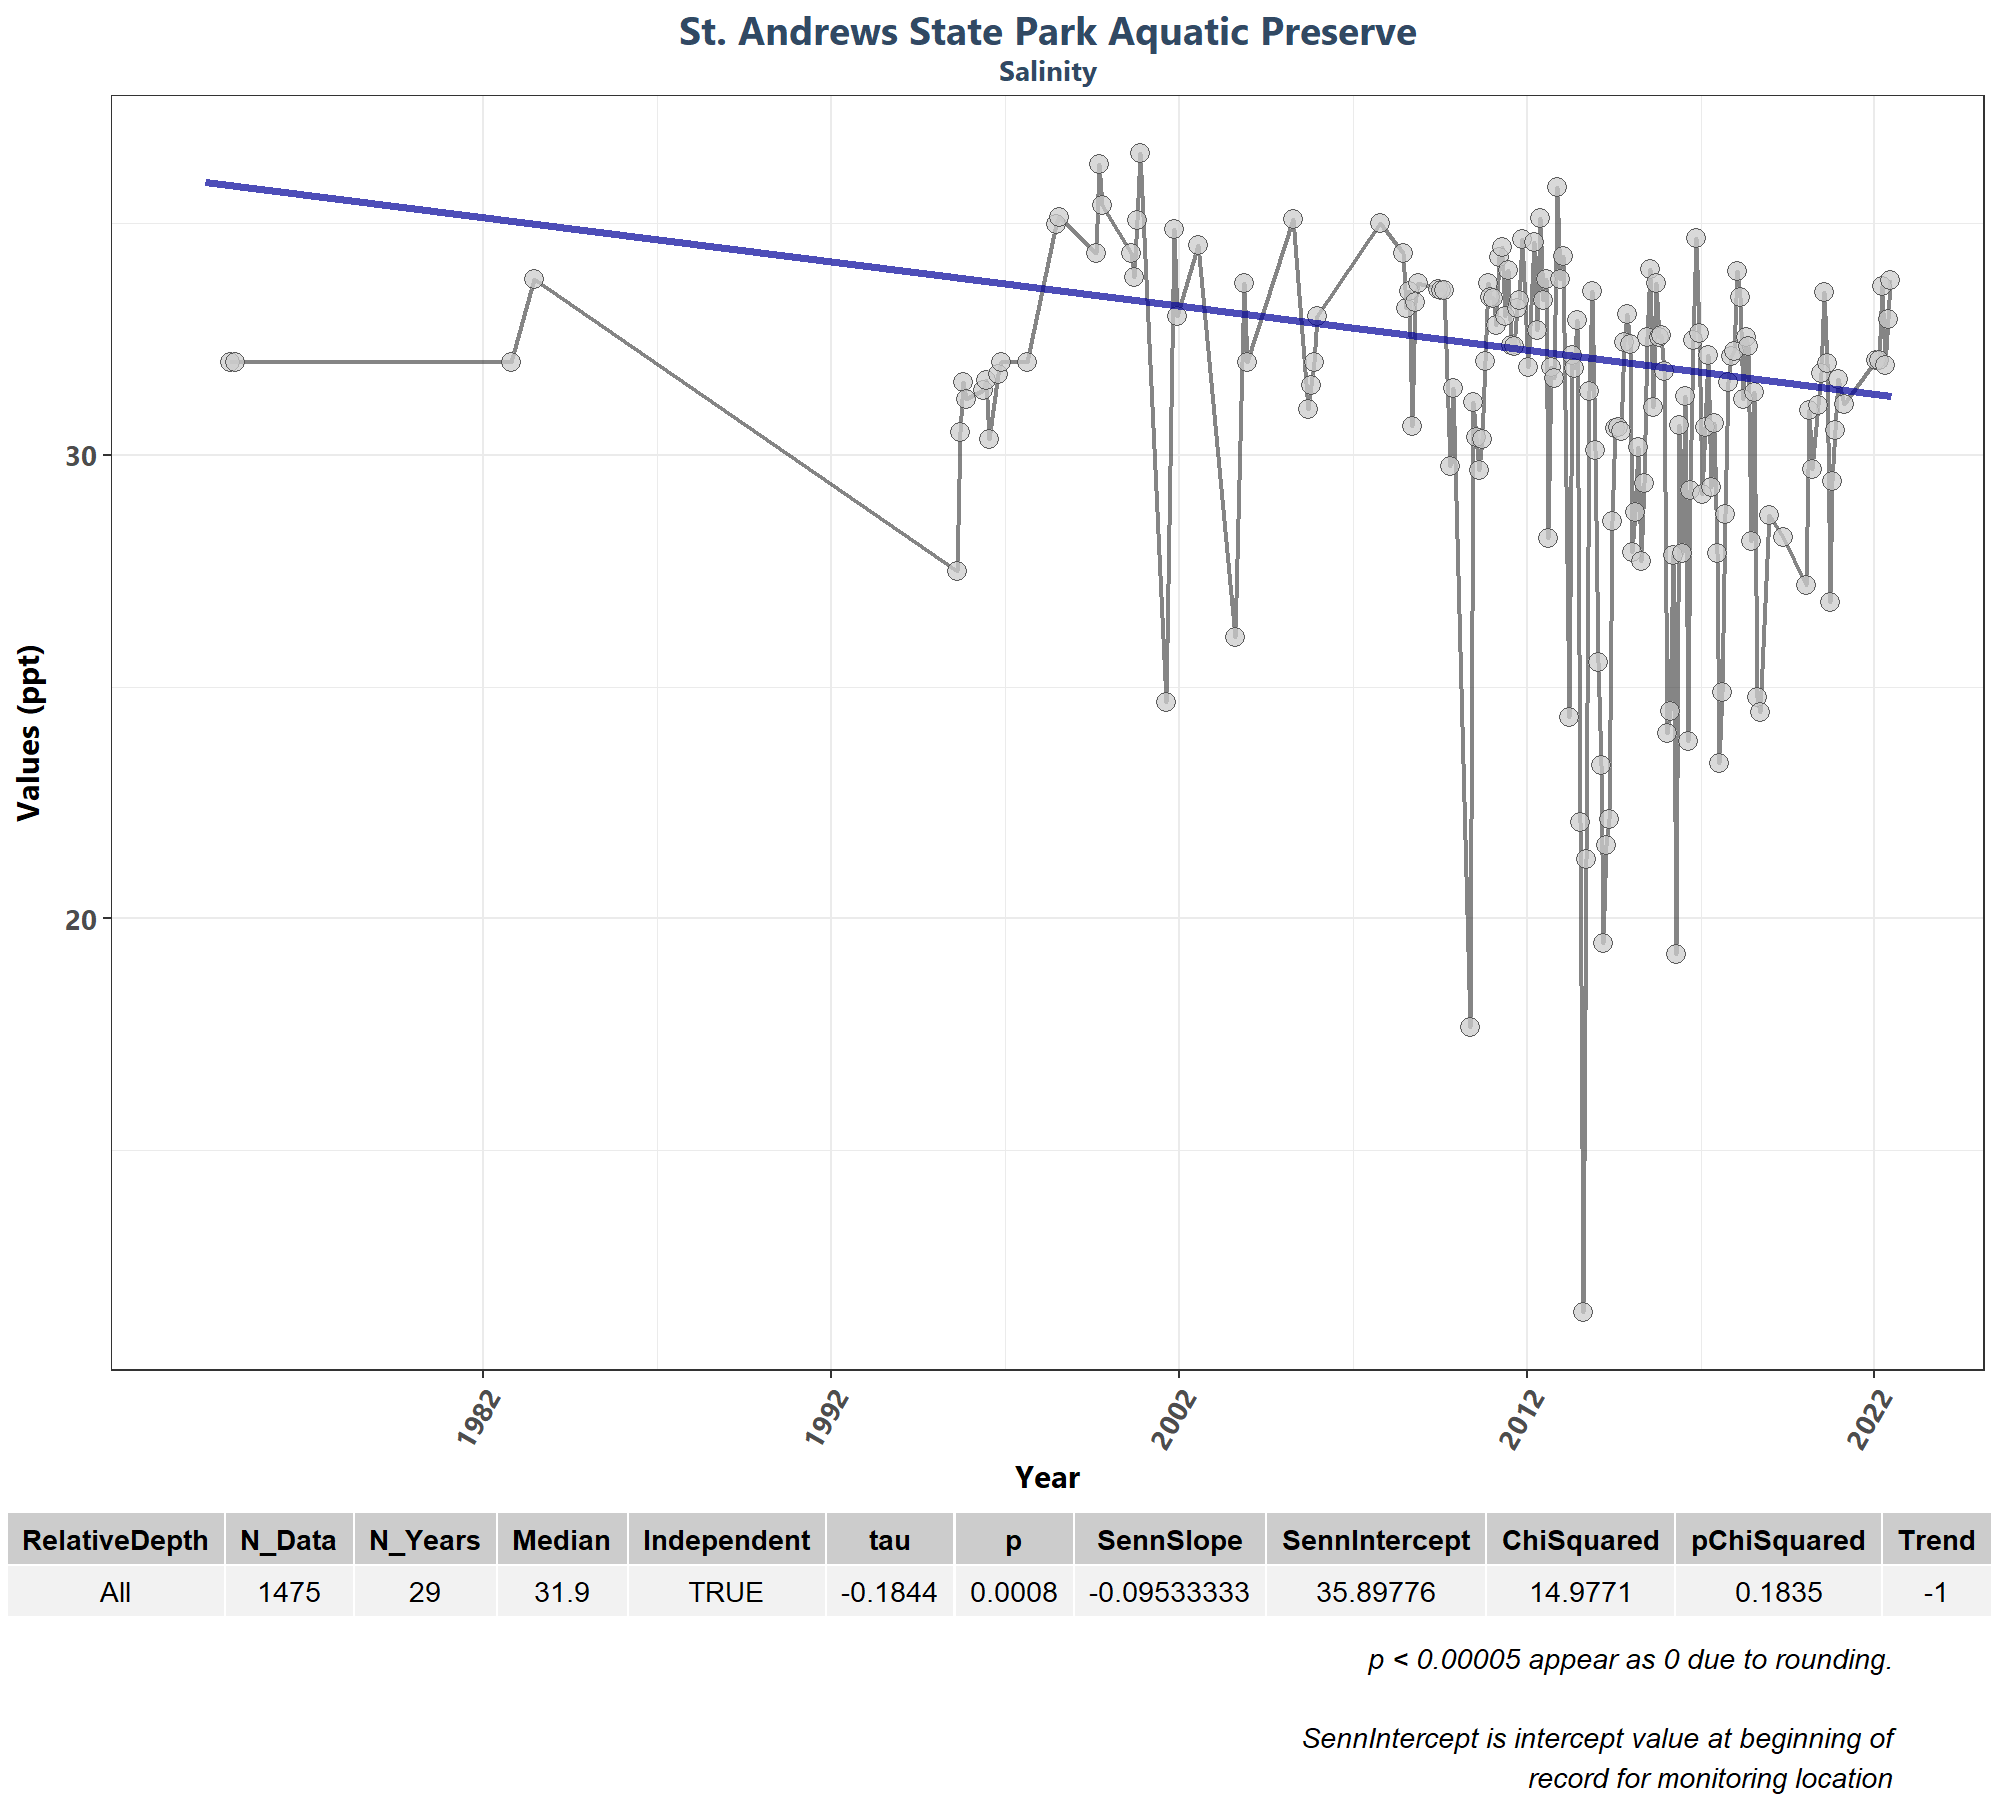 St. Andrews State Park Aquatic Preserve
Salinity
30
20
Values (ppt)
1982
1992
2002
2012
2022
Year
RelativeDepth N_Data N_Years Median Independent tau p SennSlope SennIntercept ChiSquared pChiSquared Trend
All 1475 29 31.9 TRUE -0.1844 0.0008 -0.09533333 35.89776 14.9771 0.1835 -1
p < 0.00005 appear as 0 due to rounding.
SennIntercept is intercept value at beginning of
record for monitoring location